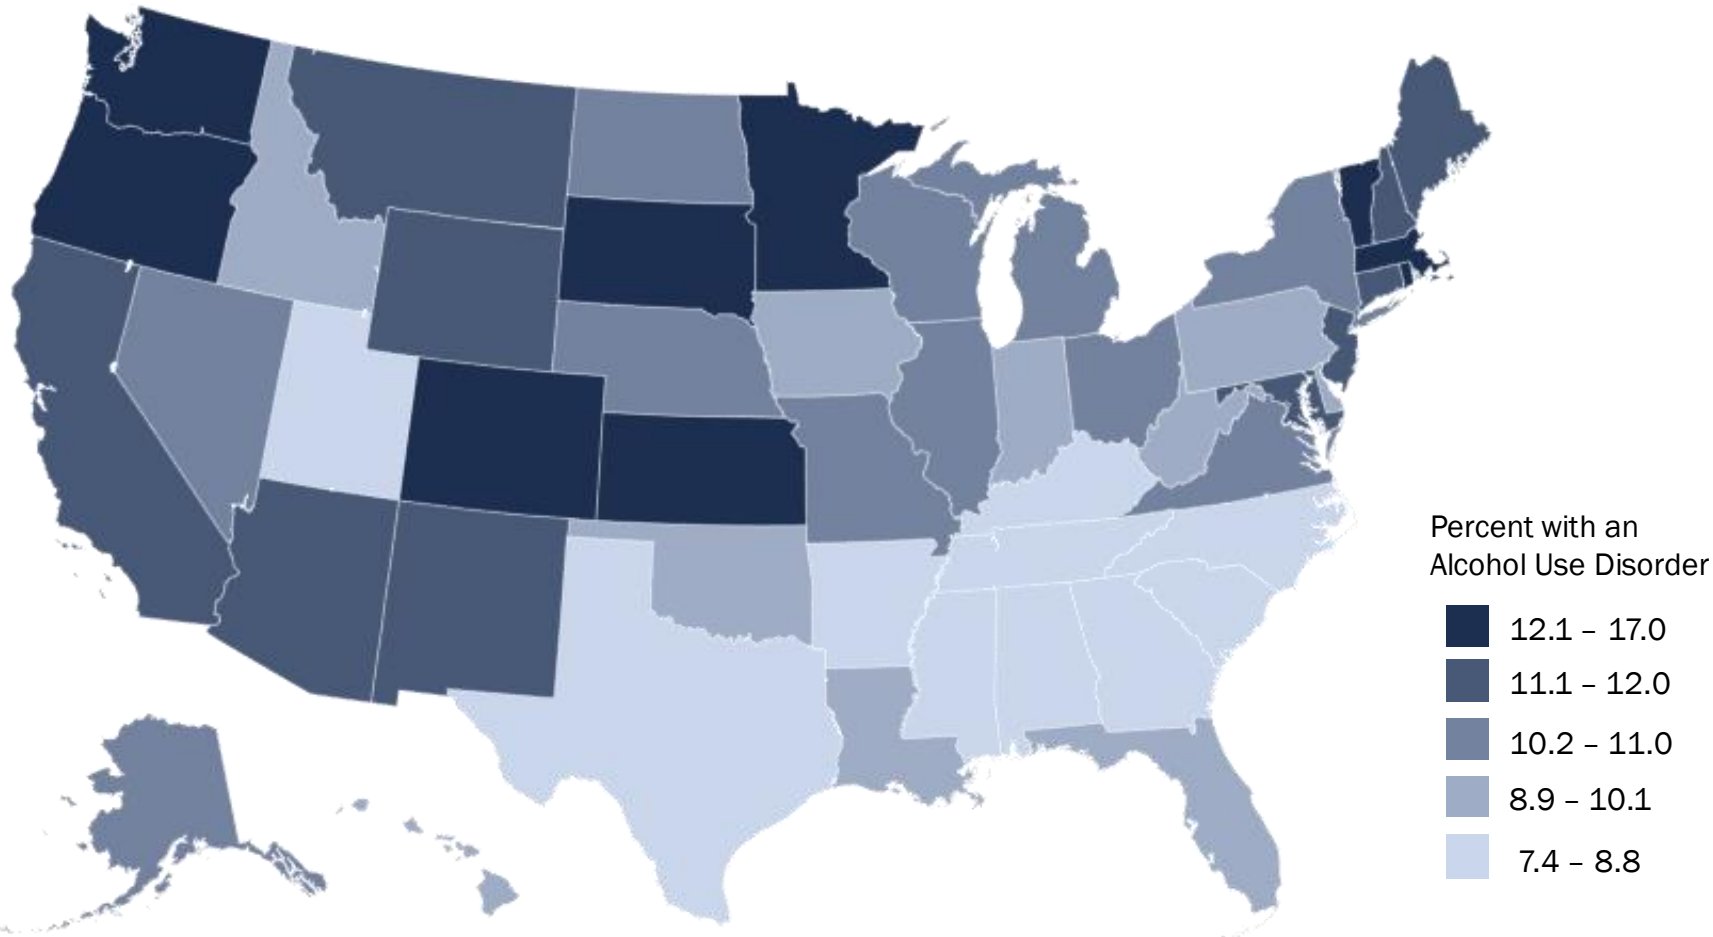 Percent with an
Alcohol Use Disorder
12.1 – 17.0
11.1 – 12.0
10.2 – 11.0
8.9 – 10.1
7.4 – 8.8